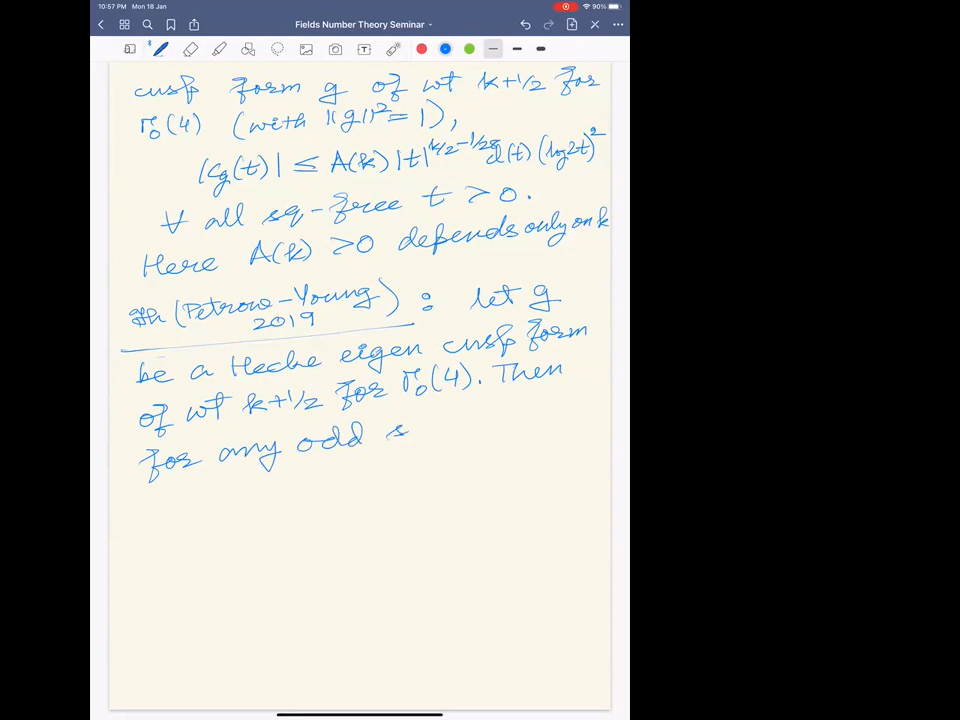 10:57 PM Mon 18 Jan
90%
Fields Number Theory Seminar
cusp form g of wt k+1/2 for
Γ₀(4) (with ||g||² = 1),
|c_g(t)| ≤ A(k) |t|^{k/2-1/28} d(t) (log2t)²
∀ all sq-free t > 0.
Here A(k) >0 depends only on k
Th (Petrow-Young 2019) : let g
be a Hecke eigen cusp form
of wt k+1/2 for Γ₀(4). Then
for any odd s